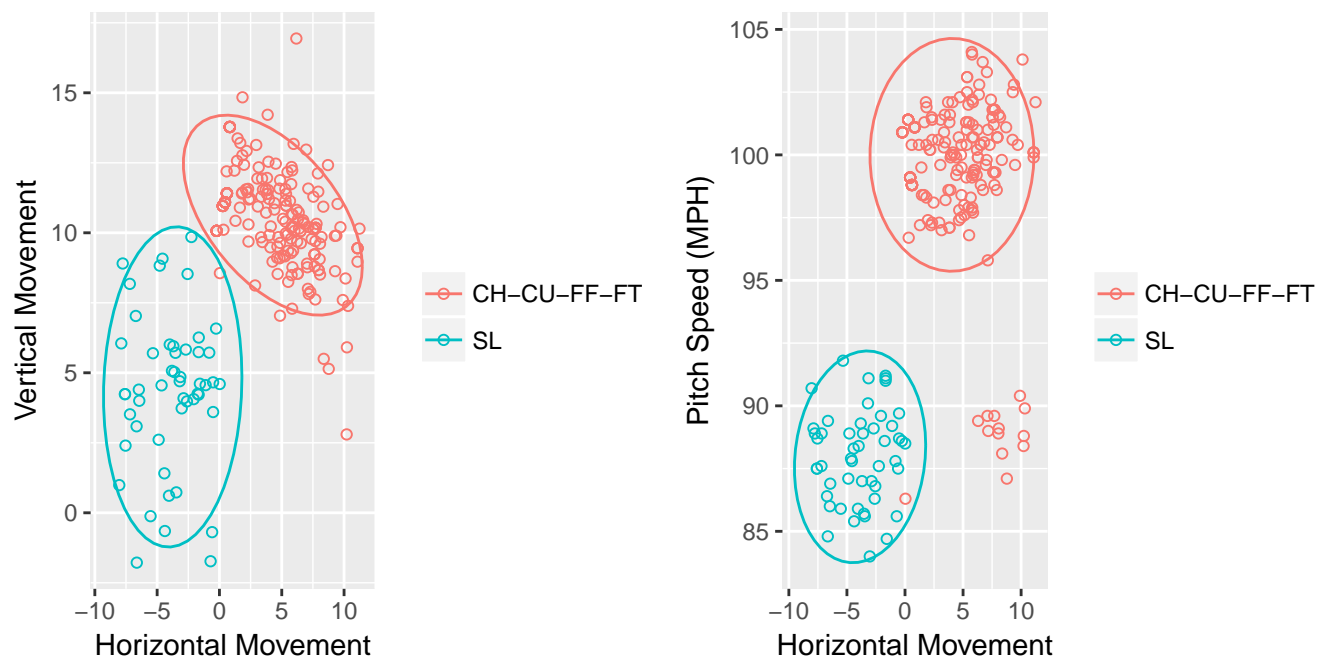 15
10
5
0
−10
−5
0
5
10
Vertical Movement
Horizontal Movement
CH−CU−FF−FT
SL
105
100
95
90
85
−10
−5
0
5
10
Pitch Speed (MPH)
Horizontal Movement
CH−CU−FF−FT
SL